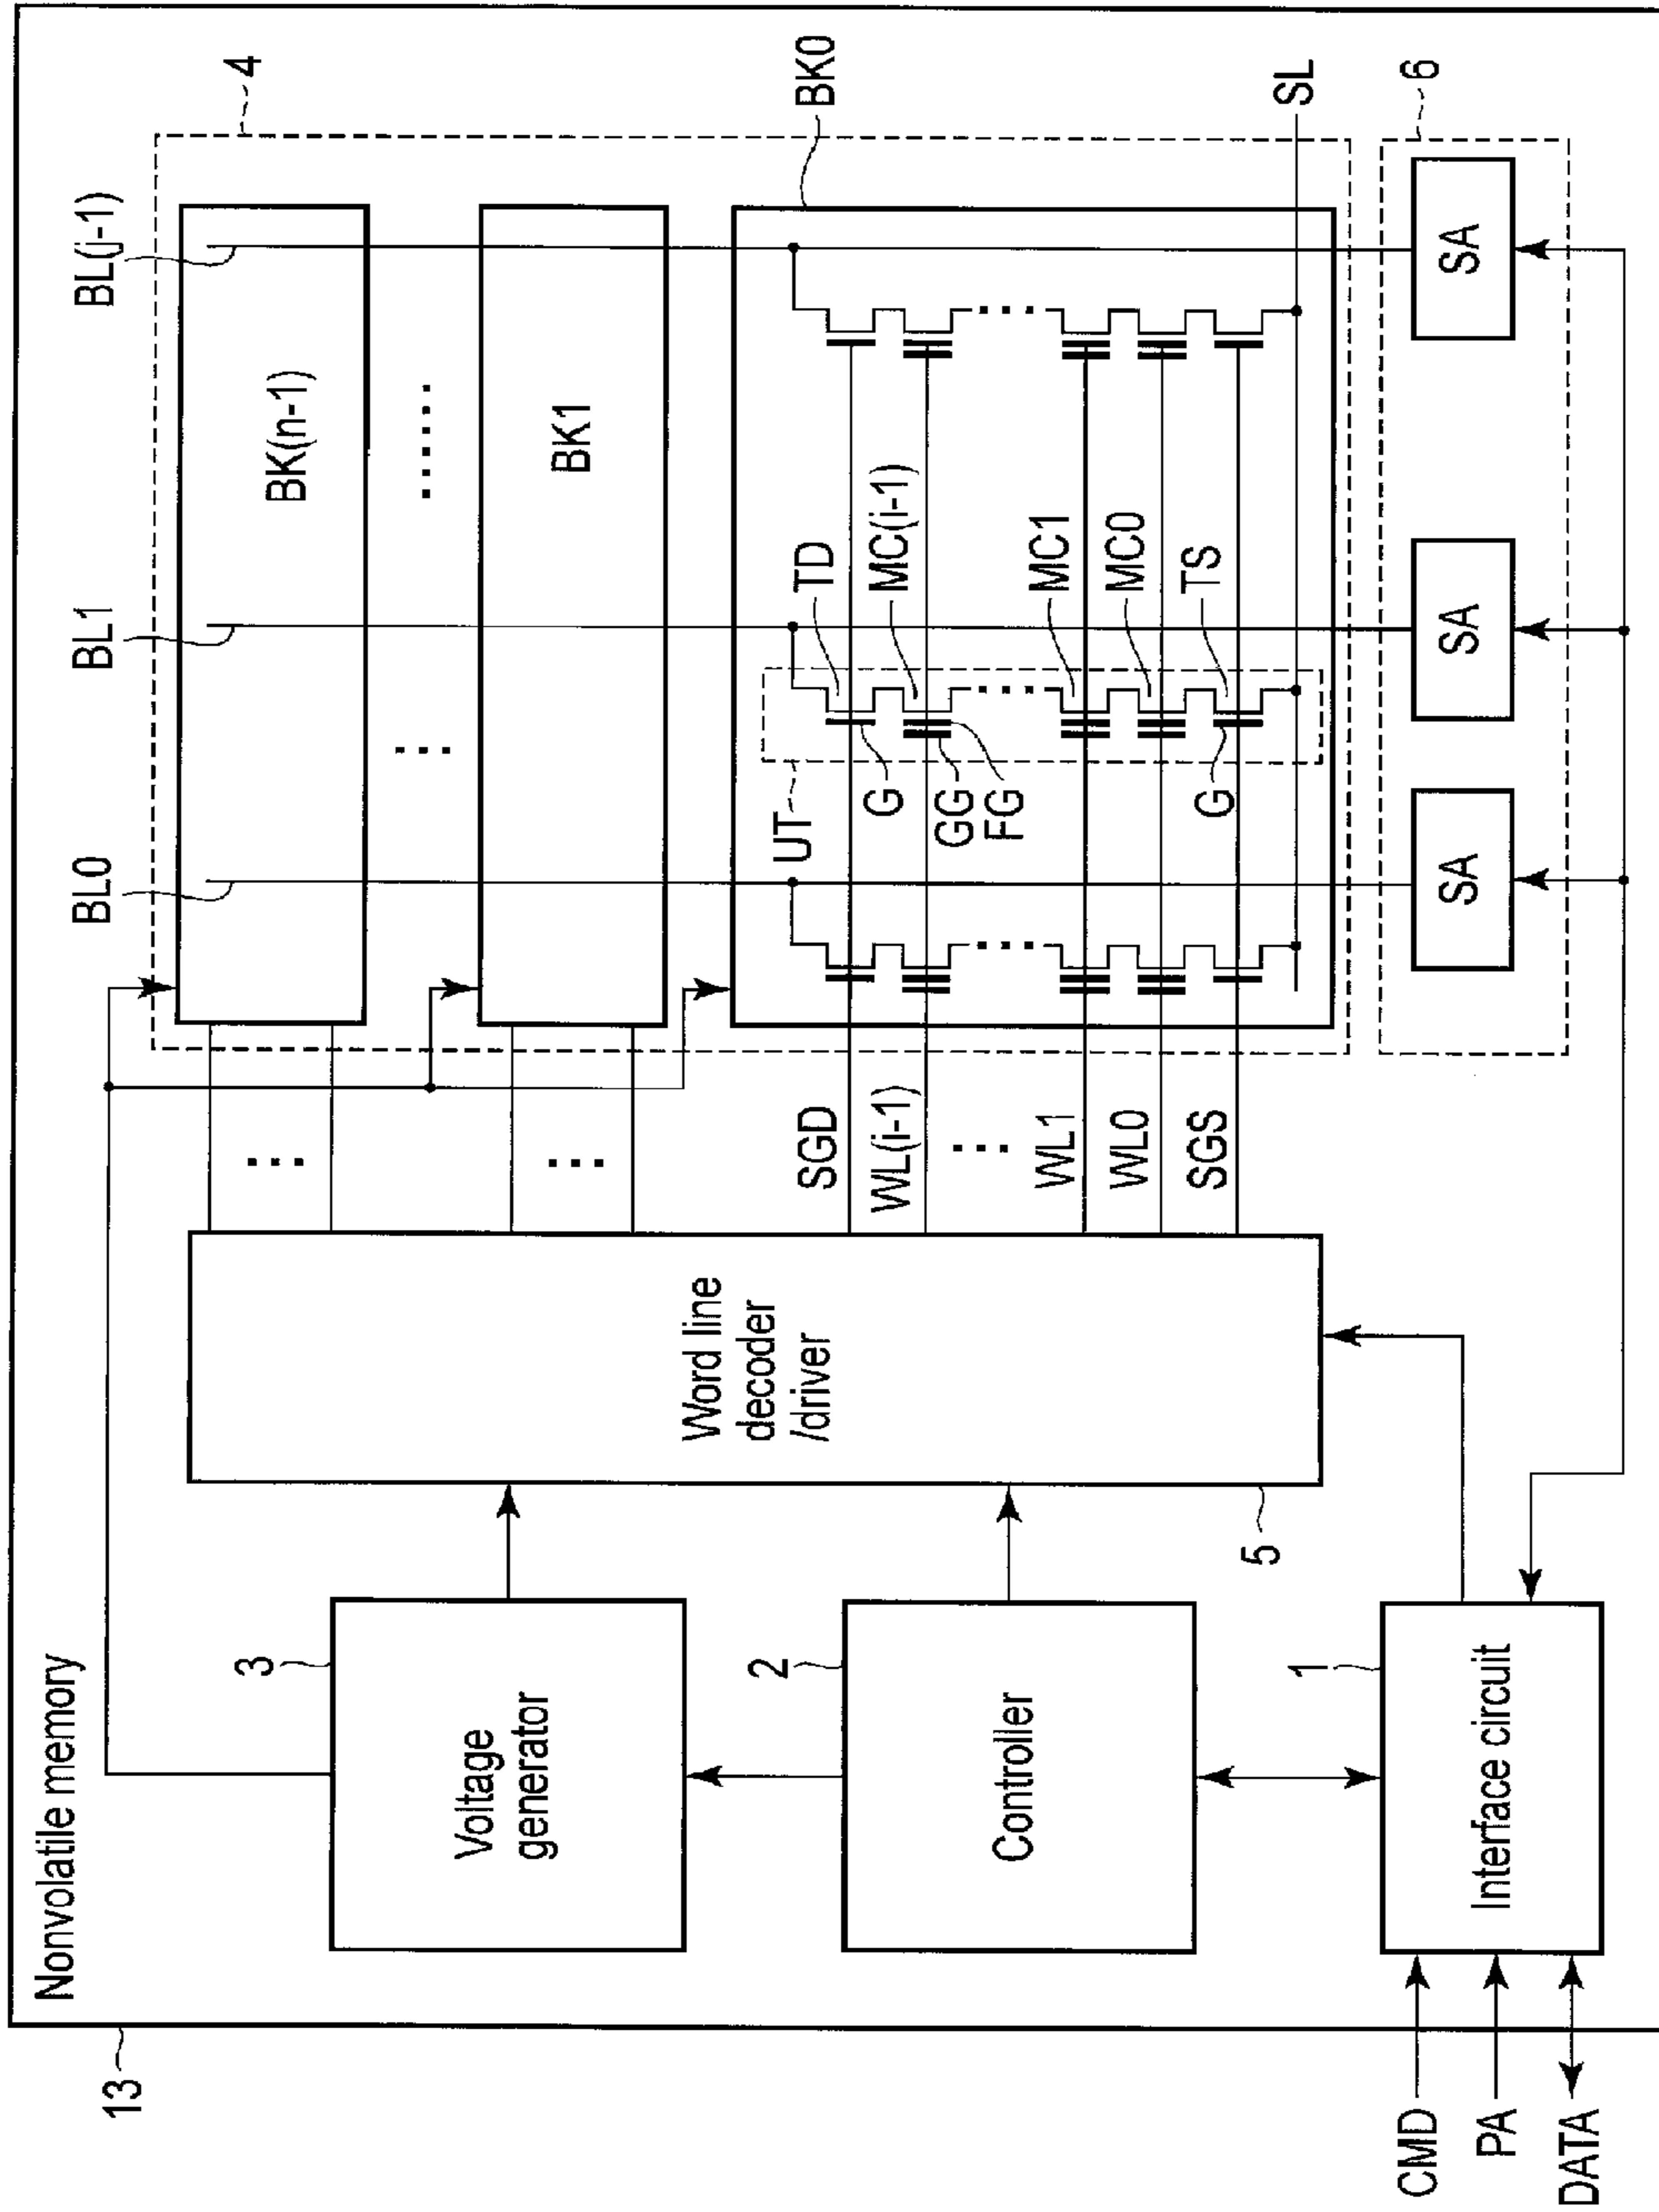 13
Nonvolatile memory
BL0
BL1
BL(j-1)
4
3
Voltage
generator
2
Controller
1
Interface circuit
CMD
PA
DATA
Word line
decoder
/driver
5
...
...
SGD
WL(i-1)
...
WL1
WL0
SGS
BK(n-1)
......
...
BK1
BK0
UT
TD
G
MC(i-1)
GG
FG
...
...
...
MC1
MC0
TS
G
SL
SA
SA
SA
6